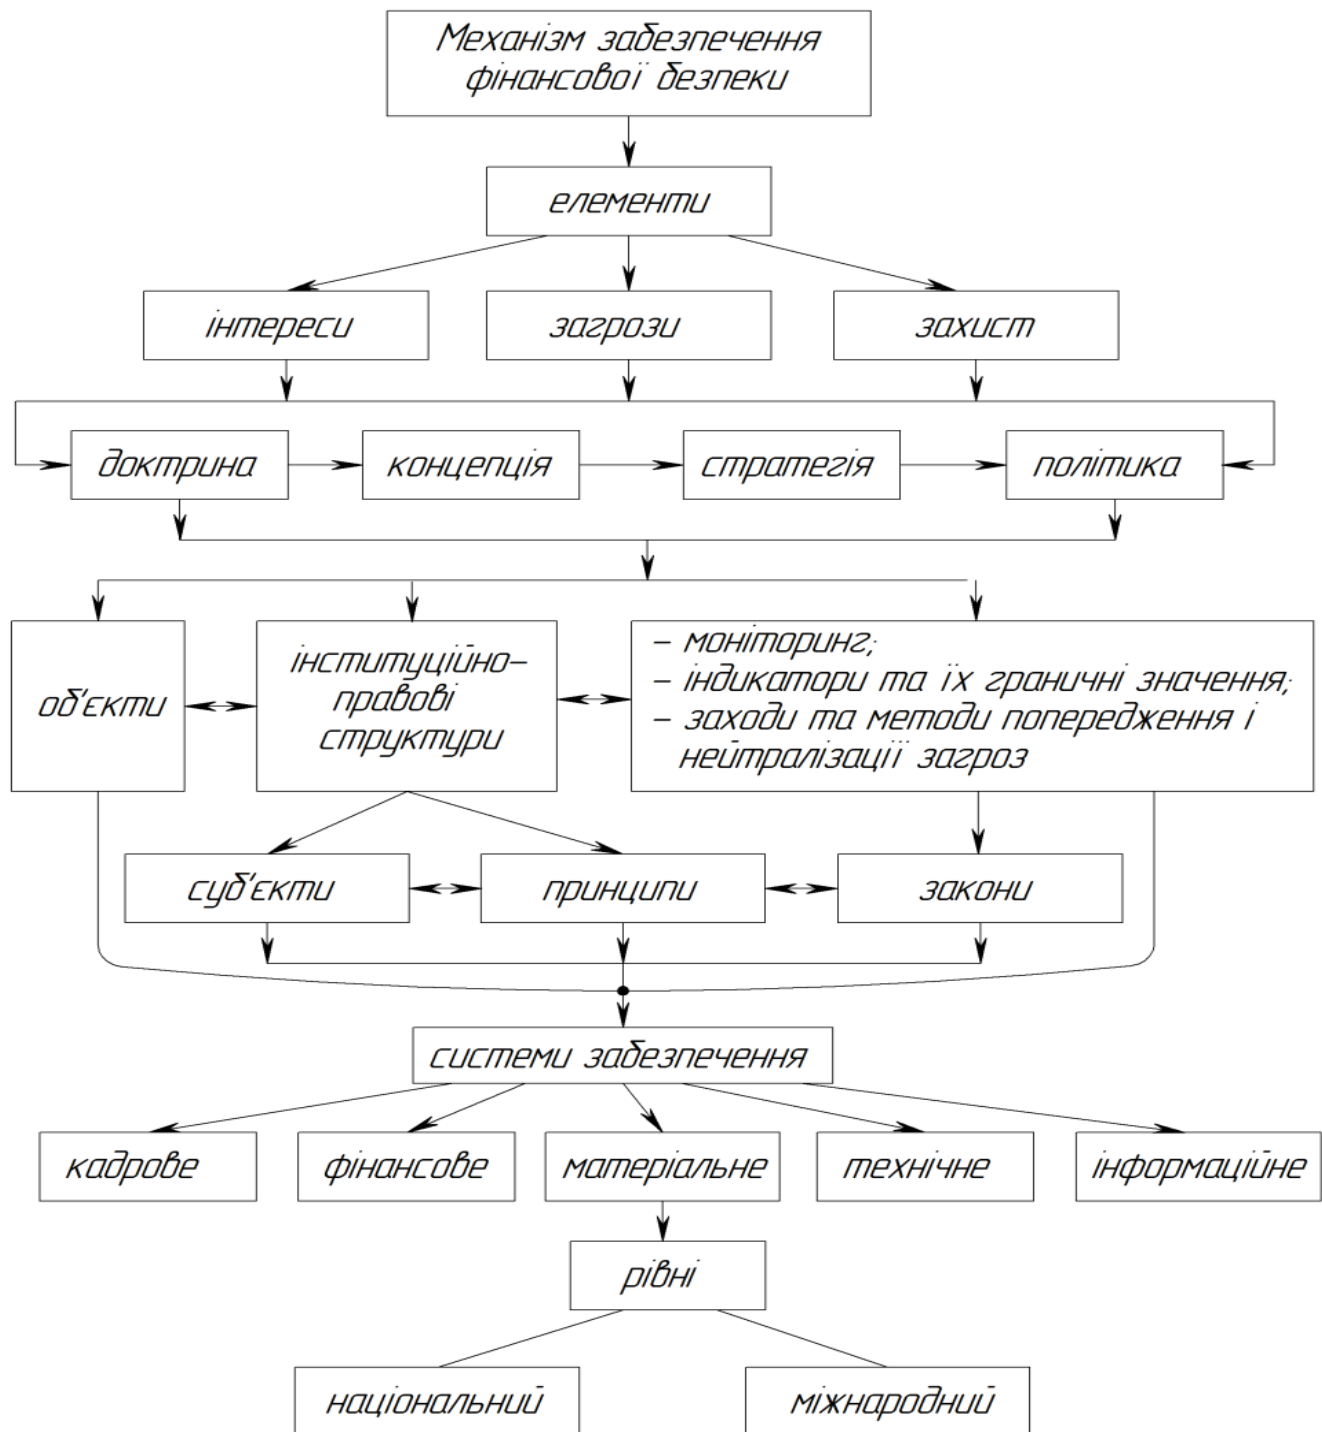 Механізм забезпечення
фінансової безпеки
елементи
інтереси
загрози
захист
доктрина
концепція
стратегія
політика
об'єкти
інституційно-
правові
структури
– моніторинг;
– індикатори та їх граничні значення;
– заходи та методи попередження і
нейтралізації загроз
суб'єкти
принципи
закони
системи забезпечення
кадрове
фінансове
матеріальне
технічне
інформаційне
рівні
національний
міжнародний